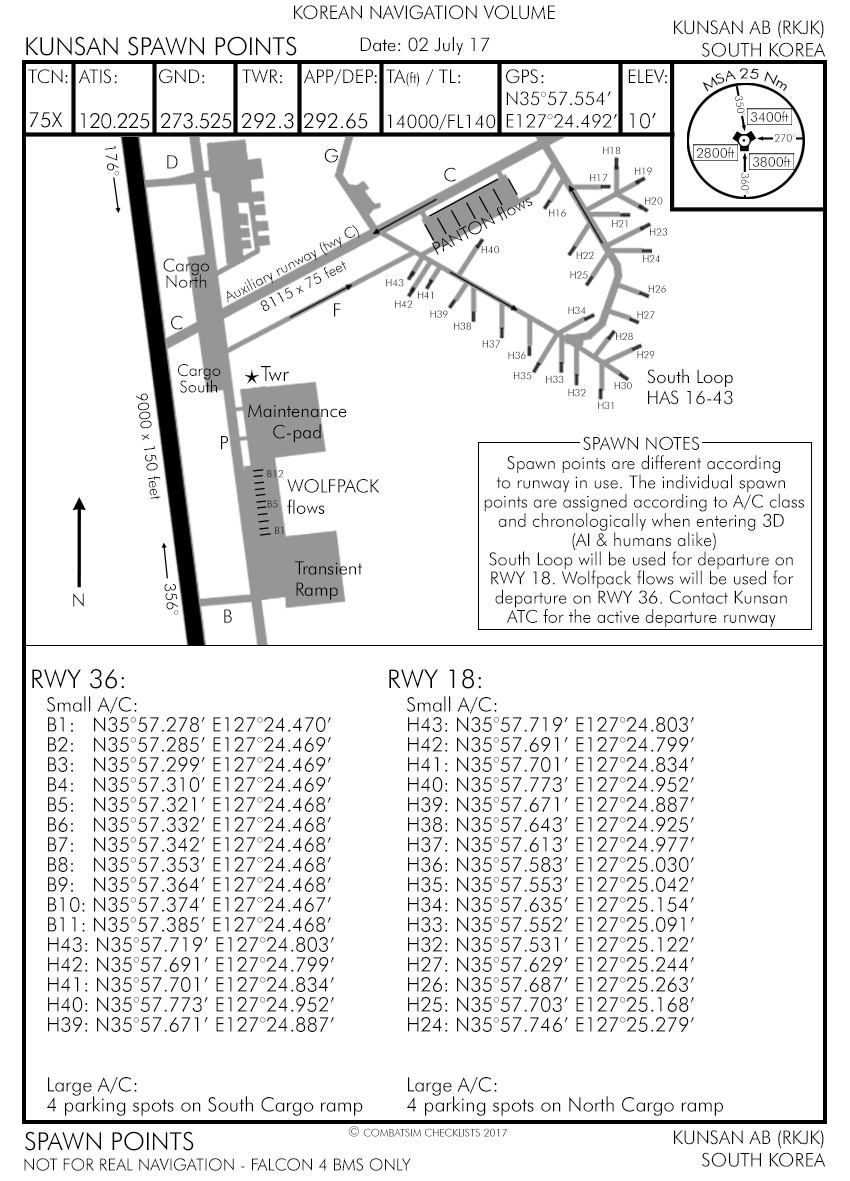 KOREAN NAVIGATION VOLUME
KUNSAN SPAWN POINTS
Date: 02 July 17
KUNSAN AB (RKJK)
SOUTH KOREA
TCN: ATIS: GND: TWR: APP/DEP: TA(ft) / TL: GPS: ELEV:
N35°57.554’
75X 120.225 273.525 292.3 292.65 14000/FL140 E127°24.492’ 10’
MSA 25 Nm
350°
3400ft
270°
2800ft
3800ft
360°
176°
D
G
C
H18
H17
H19
H16
H20
H21
PANTON flows
H23
H22
H24
H40
Auxiliary runway (twy C)
8115 x 75 feet
Cargo
North
H43
H42
H41
H25
H26
H39
H27
F
H38
H34
C
H37
H28
H36
H29
H35
H33
H30
H32
H31
Cargo
South
Twr
South Loop
HAS 16-43
9000 x 150 feet
Maintenance
C-pad
P
B12
B5
B1
WOLFPACK
flows
Transient
Ramp
N
356°
B
SPAWN NOTES
Spawn points are different according
to runway in use. The individual spawn
points are assigned according to A/C class
and chronologically when entering 3D
(AI & humans alike)
South Loop will be used for departure on
RWY 18. Wolfpack flows will be used for
departure on RWY 36. Contact Kunsan
ATC for the active departure runway
RWY 36:
Small A/C:
B1: N35°57.278’ E127°24.470’
B2: N35°57.285’ E127°24.469’
B3: N35°57.299’ E127°24.469’
B4: N35°57.310’ E127°24.469’
B5: N35°57.321’ E127°24.468’
B6: N35°57.332’ E127°24.468’
B7: N35°57.342’ E127°24.468’
B8: N35°57.353’ E127°24.468’
B9: N35°57.364’ E127°24.468’
B10: N35°57.374’ E127°24.467’
B11: N35°57.385’ E127°24.468’
H43: N35°57.719’ E127°24.803’
H42: N35°57.691’ E127°24.799’
H41: N35°57.701’ E127°24.834’
H40: N35°57.773’ E127°24.952’
H39: N35°57.671’ E127°24.887’
Large A/C:
4 parking spots on South Cargo ramp
RWY 18:
Small A/C:
H43: N35°57.719’ E127°24.803’
H42: N35°57.691’ E127°24.799’
H41: N35°57.701’ E127°24.834’
H40: N35°57.773’ E127°24.952’
H39: N35°57.671’ E127°24.887’
H38: N35°57.643’ E127°24.925’
H37: N35°57.613’ E127°24.977’
H36: N35°57.583’ E127°25.030’
H35: N35°57.553’ E127°25.042’
H34: N35°57.635’ E127°25.154’
H33: N35°57.552’ E127°25.091’
H32: N35°57.531’ E127°25.122’
H27: N35°57.629’ E127°25.244’
H26: N35°57.687’ E127°25.263’
H25: N35°57.703’ E127°25.168’
H24: N35°57.746’ E127°25.279’
Large A/C:
4 parking spots on North Cargo ramp
SPAWN POINTS
NOT FOR REAL NAVIGATION - FALCON 4 BMS ONLY
© COMBATSIM CHECKLISTS 2017
KUNSAN AB (RKJK)
SOUTH KOREA